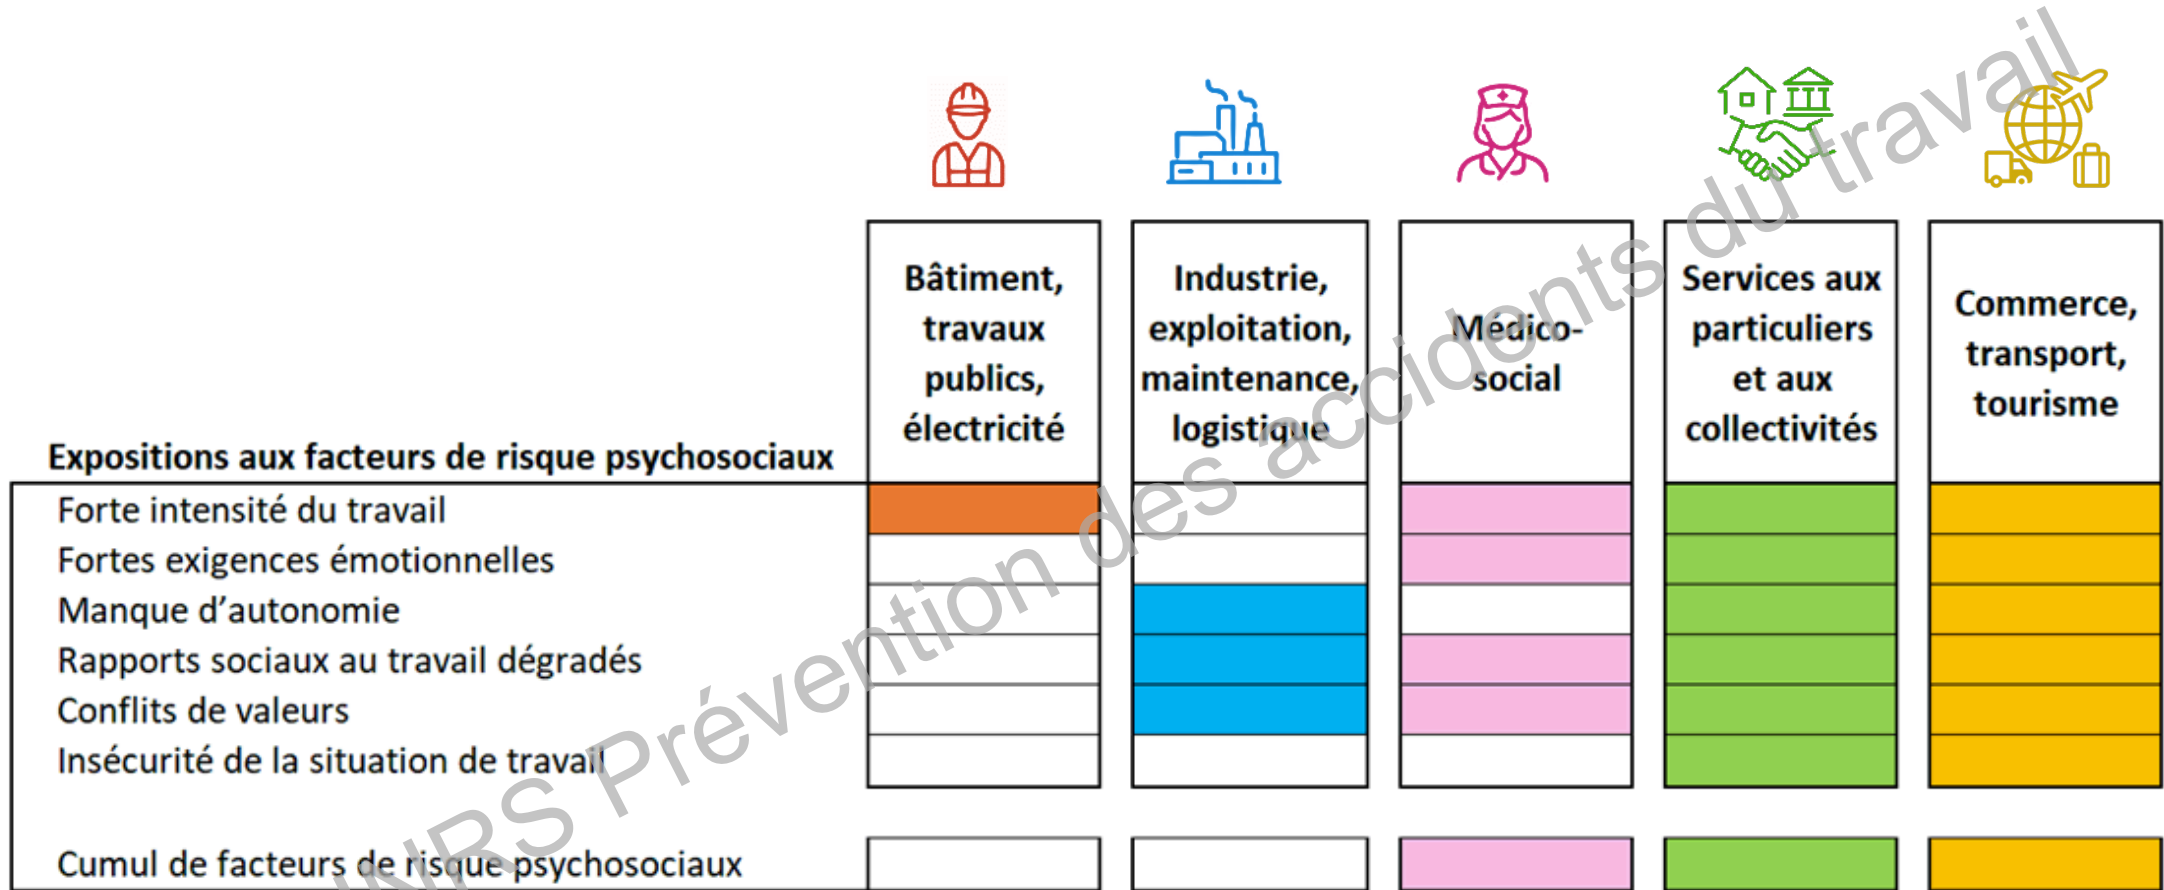 Bâtiment,
travaux
publics,
électricité
Industrie,
exploitation,
maintenance,
logistique
Médico-
social
Services aux
particuliers
et aux
collectivités
Commerce,
transport,
tourisme
Expositions aux facteurs de risque psychosociaux
Forte intensité du travail
Fortes exigences émotionnelles
Manque d’autonomie
Rapports sociaux au travail dégradés
Conflits de valeurs
Insécurité de la situation de travail
Cumul de facteurs de risque psychosociaux
INRS Prévention des accidents du travail